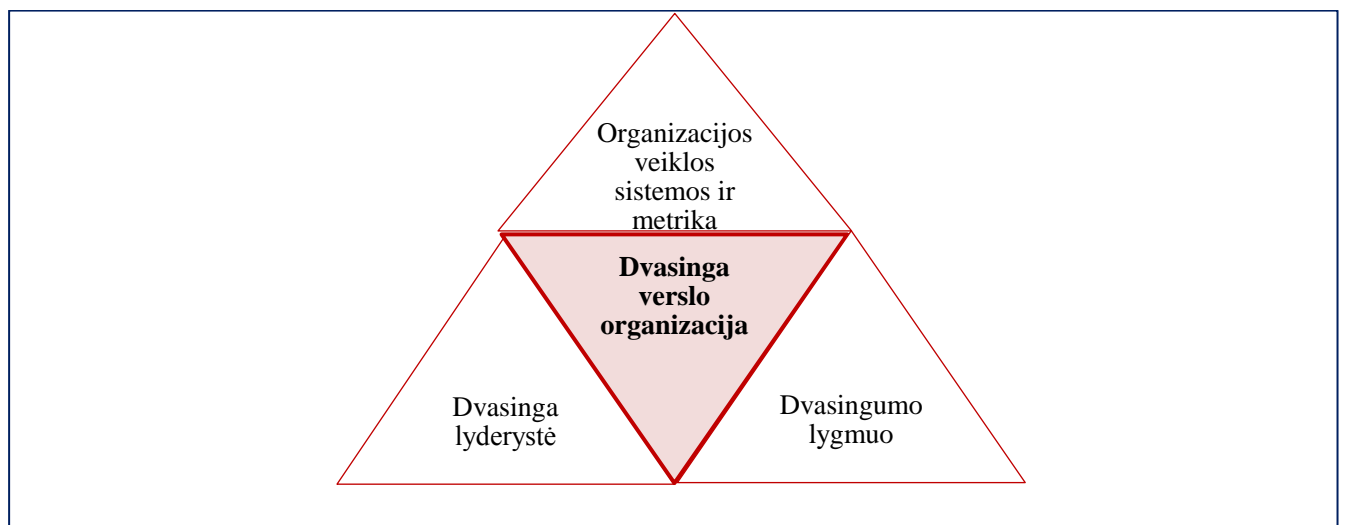 Organizacijos
veiklos
sistemos ir
metrika
Dvasinga
verslo
organizacija
Dvasinga
lyderystė
Dvasingumo
lygmuo